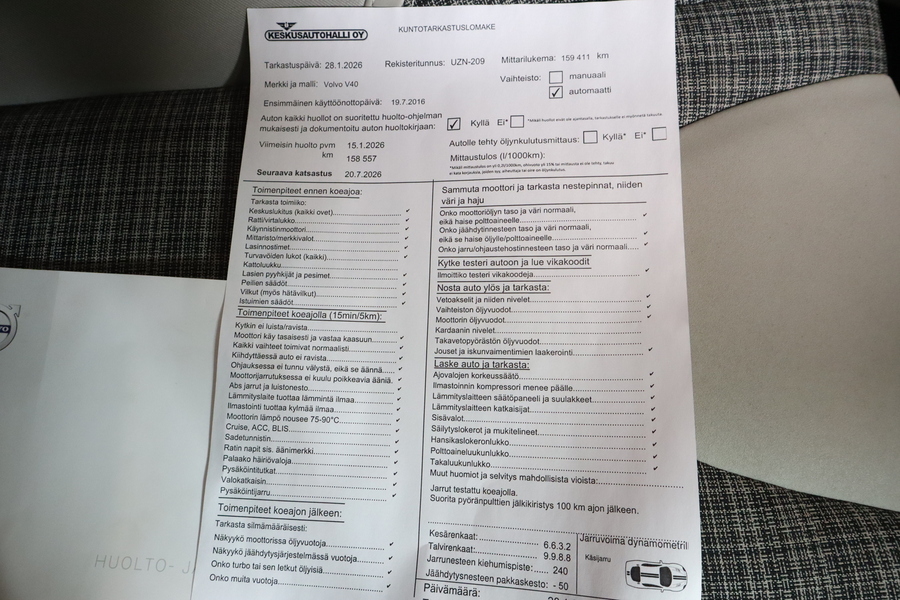 KESKUSAUTOHALLI OY
KUNTOTARKASTUSLOMAKE
Tarkastuspäivä: 28.1.2026 Rekisteritunnus: UZN-209 Mittarilukema: 159 411 km
Merkki ja malli: Volvo V40 Vaihteisto: manuaali
automaatti
Ensimmäinen käyttöönottopäivä: 19.7.2016
Auton kaikki huollot on suoritettu huolto-ohjelman
mukaisesti ja dokumentoitu auton huoltokirjaan: Kyllä Ei*
Viimeisin huolto pvm 15.1.2026
km 158 557
Seuraava katsastus 20.7.2026
Autolle tehty öljynkulutusmittaus: Kyllä* Ei*
Mittaustulos (l/1000km):
Toimenpiteet ennen koeajoa:
Tarkasta toimiiko:
Keskuslukitus (kaikki ovet)
Ratti/virtalukko
Käynnistinmoottori
Mittaristo/merkkivalot
Lasinnostimet
Turvavöiden lukot (kaikki)
Kattoluukku
Lasien pyyhkijät ja pesimet
Peilien säädöt
Vilkut (myös hätävilkut)
Istuimien säädöt
Toimenpiteet koeajolla (15min/5km):
Kytkin ei luista/ravista
Moottori käy tasaisesti ja vastaa kaasuun
Kaikki vaihteet toimivat normaalisti
Kiihdyttäessä auto ei ravista
Ohjauksessa ei tunnu välystä, eikä se äännä
Moottorijarrutuksessa ei kuulu poikkeavia ääniä.
Abs jarrut ja luistonesto
Lämmityslaite tuottaa lämmintä ilmaa
Ilmastointi tuottaa kylmää ilmaa
Moottorin lämpö nousee 75-90°C
Cruise, ACC, BLIS
Sadetunnistin
Ratin napit sis. äänimerkki
Palaako häiriövaloja
Pysäköintitutkat
Valokatkaisin
Pysäköintijarru
Toimenpiteet koeajon jälkeen:
Tarkasta silmämääräisesti:
Näkyykö moottorissa öljyvuotoja
Näkyykö jäähdytysjärjestelmässä vuotoja
Onko turbo tai sen letkut öljyisiä
Onko muita vuotoja
Sammuta moottori ja tarkasta nestepinnat, niiden
väri ja haju
Onko moottoriöljyn taso ja väri normaali,
eikä haise polttoaineelle
Onko jäähdytinnesteen taso ja väri normaali,
eikä se haise öljylle/polttoaineelle
Onko jarru/ohjaustehostinnesteen taso ja väri normaali
Kytke testeri autoon ja lue vikakoodit
Ilmoittiko testeri vikakoodeja
Nosta auto ylös ja tarkasta:
Vetoakselit ja niiden nivelet
Vaihteiston öljyvuodot
Moottorin öljyvuodot
Kardaanin nivelet
Takavetopyörästön öljyvuodot
Jouset ja iskunvaimentimien laakerointi
Laske auto ja tarkasta:
Ajovalojen korkeussäätö
Ilmastoinnin kompressori menee päälle
Lämmityslaitteen säätöpaneeli ja suulakkeet
Lämmityslaitteen katkaisijat
Sisävalot
Säilytyslokerot ja mukitelineet
Hansikaslokeronlukko
Polttoaineluukunlukko
Takaluukunlukko
Muut huomiot ja selvitys mahdollisista vioista:
Jarrut testattu koeajolla.
Suorita pyöränpulttien jälkikiristys 100 km ajon jälkeen.
Kesärenkaat: 6.6.3.2
Talvirenkaat: 9.9.8.8
Jarrunesteen kiehumispiste: 240
Jäähdytysnesteen pakkaskesto: - 50
Päivämäärä:
Jarruvoima dynamometril
Käsijarru
HUOLTO- J